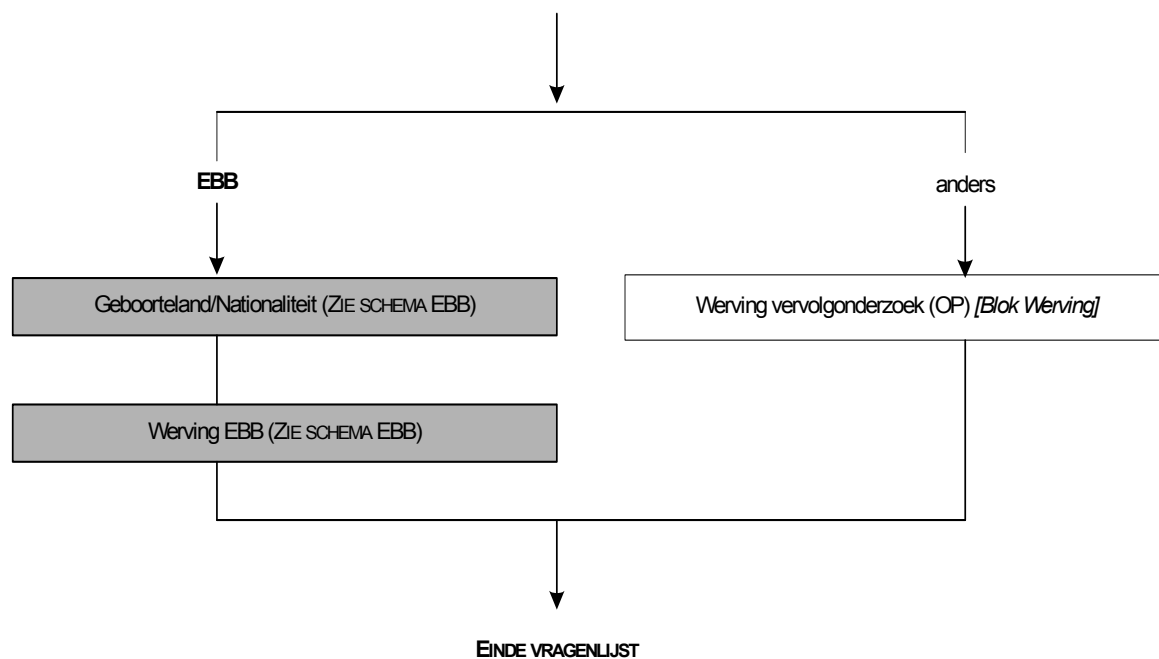 EBB
anders
Geboorteland/Nationaliteit (ZIE SCHEMA EBB)
Werving vervolgonderzoek (OP) [Blok Werving]
Werving EBB (ZIE SCHEMA EBB)
EINDE VRAGENLIJST